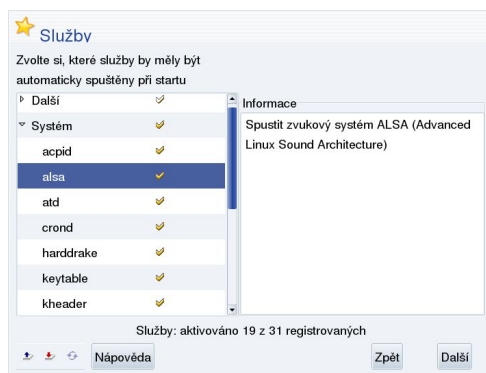 Služby
Zvolte si, které služby by měly být
automaticky spuštěny při startu
Další
Systém
acpid
alsa
atd
crond
harddrake
keytable
kheader
Informace
Spustit zvukový systém ALSA (Advanced
Linux Sound Architecture)
Služby: aktivováno 19 z 31 registrovaných
Nápověda
Zpět
Další